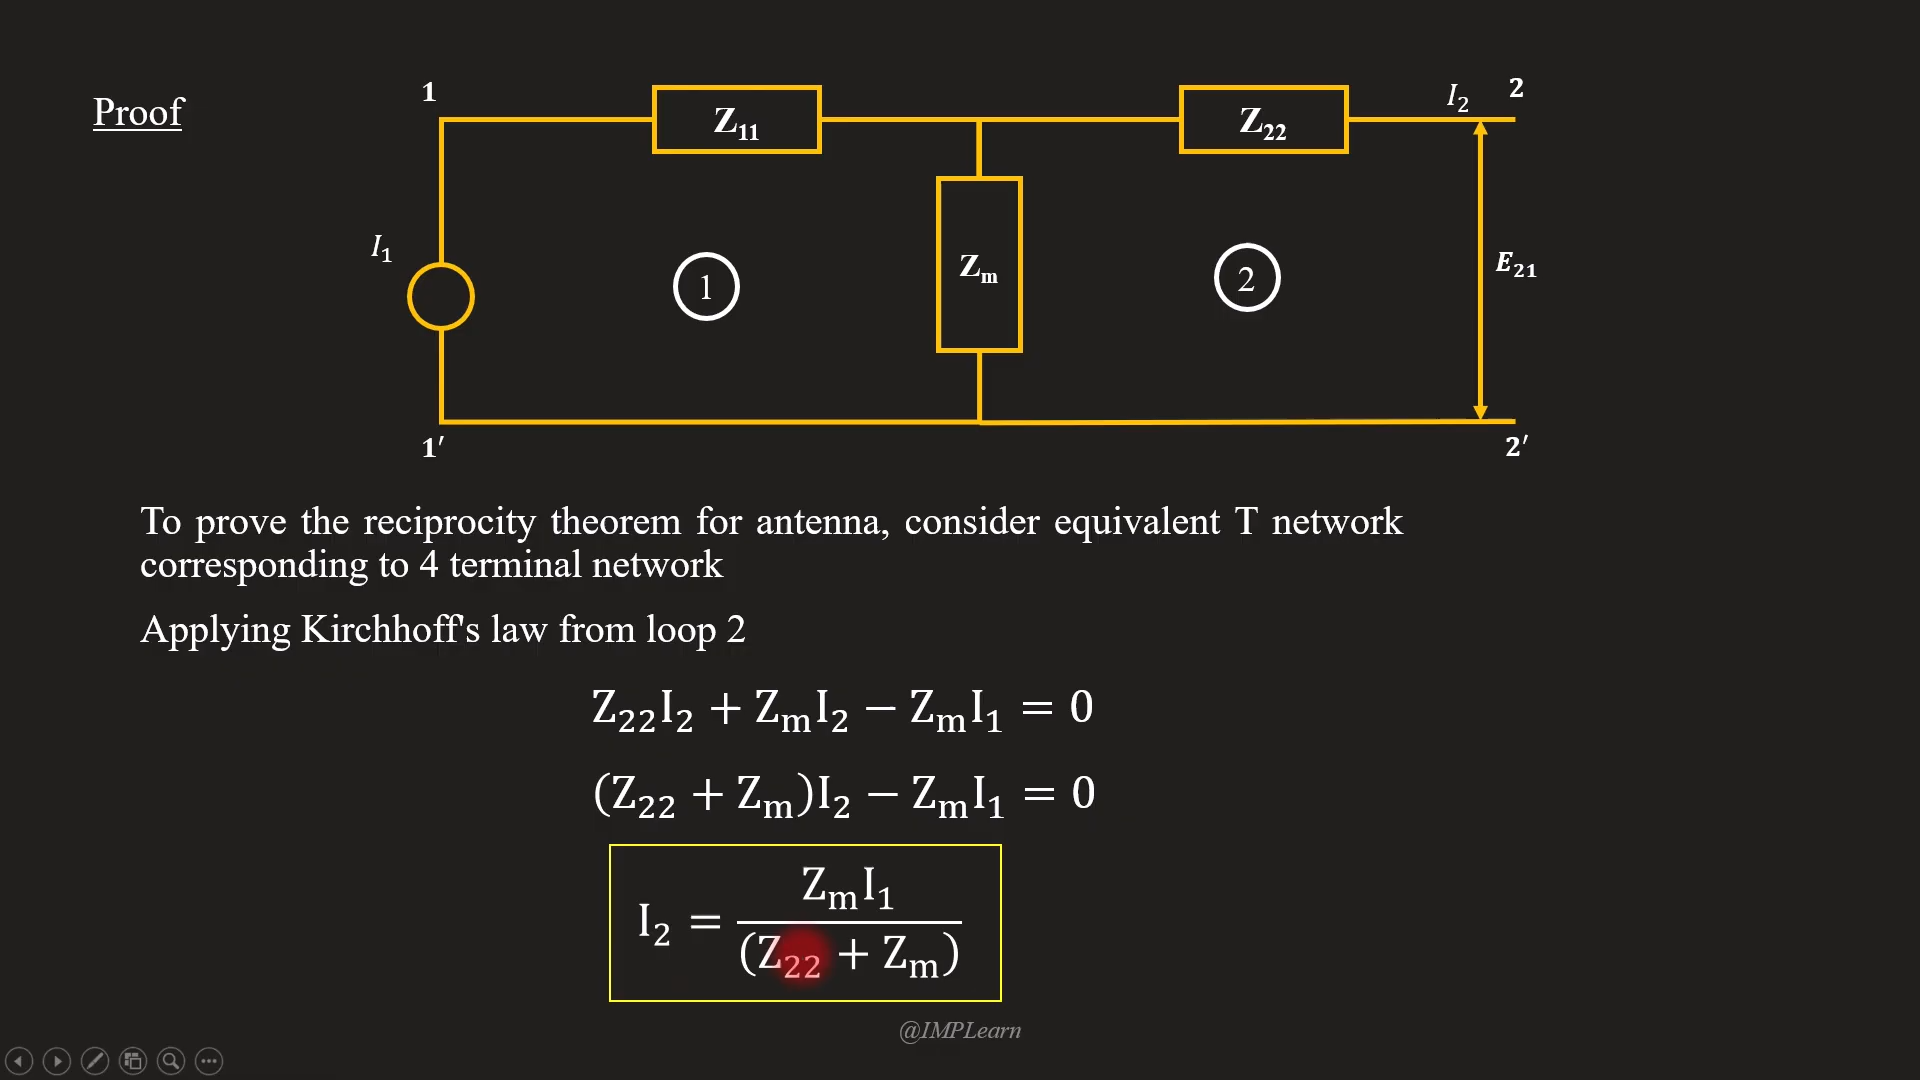 Proof
1
Z₁₁
Z₂₂
I₂
2
I₁
1
Zₘ
2
E₂₁
1′
2′
To prove the reciprocity theorem for antenna, consider equivalent T network
corresponding to 4 terminal network
Applying Kirchhoff's law from loop 2
Z₂₂I₂ + ZₘI₂ − ZₘI₁ = 0
(Z₂₂ + Zₘ)I₂ − ZₘI₁ = 0
I₂ = ZₘI₁ / (Z₂₂ + Zₘ)
@IMPLearn